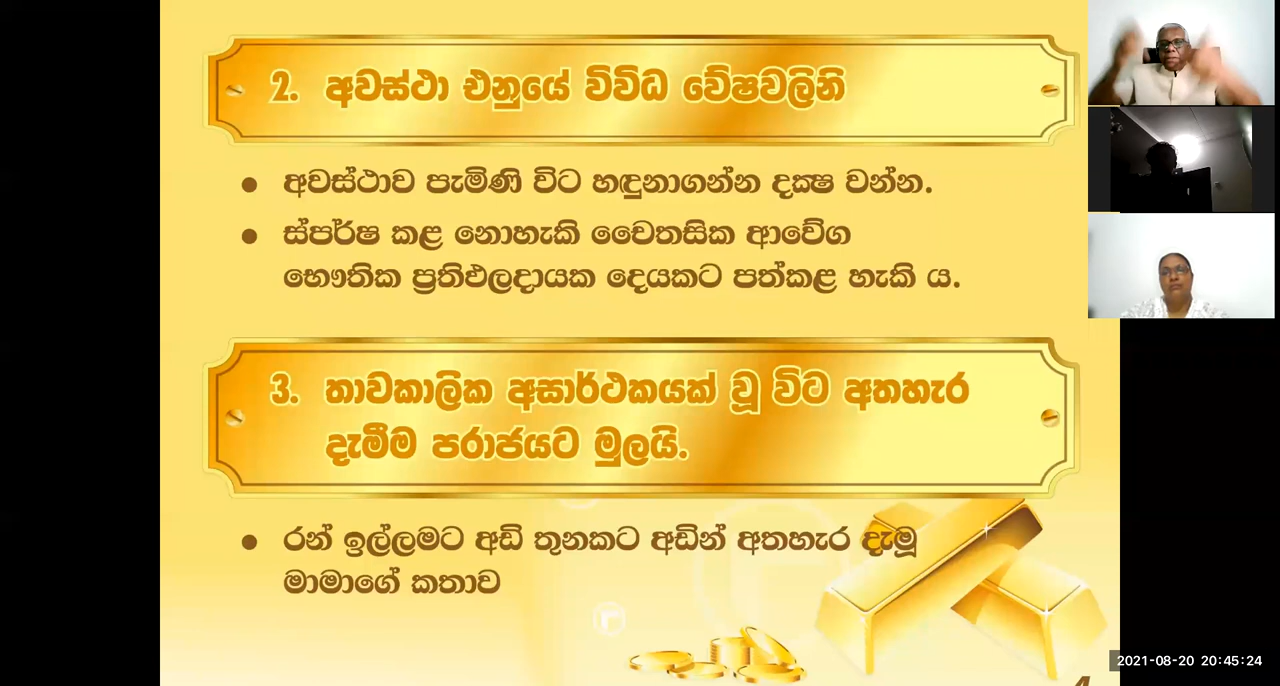 2. අවස්ථා එනුයේ විවිධ වේෂවලිනි
● අවස්ථාව පැමිණි විට හඳුනාගන්න දක්‍ෂ වන්න.
● ස්පර්ෂ කළ නොහැකි චෛතසික ආවේග
භෞතික ප්‍රතිඵලදායක දෙයකට පත්කළ හැකි ය.
3. තාවකාලික අසාර්ථකයක් වූ විට අතහැර
දැමීම පරාජයට මුලයි.
● රන් ඉල්ලමට අඩි තුනකට අඩින් අතහැර දැමූ
මාමාගේ කතාව
2021-08-20 20:45:24